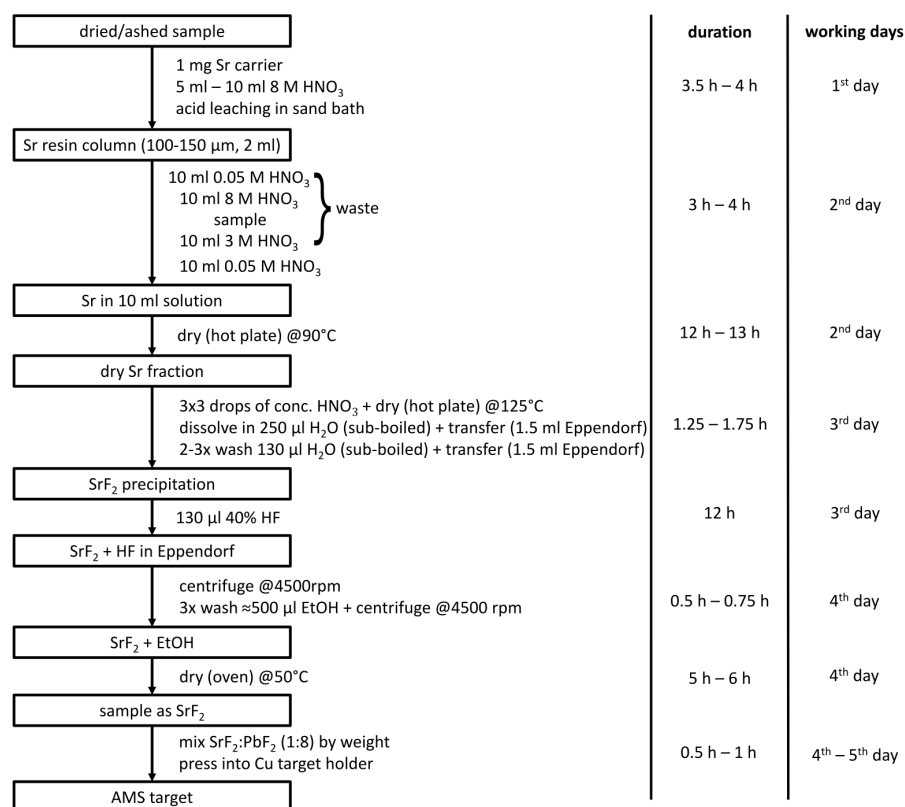 dried/ashed sample
duration
working days
1 mg Sr carrier
5 ml – 10 ml 8 M HNO₃
acid leaching in sand bath
3.5 h – 4 h
1ˢᵗ day
Sr resin column (100-150 µm, 2 ml)
10 ml 0.05 M HNO₃
10 ml 8 M HNO₃
sample
10 ml 3 M HNO₃
waste
10 ml 0.05 M HNO₃
3 h – 4 h
2ⁿᵈ day
Sr in 10 ml solution
dry (hot plate) @90°C
12 h – 13 h
2ⁿᵈ day
dry Sr fraction
3x3 drops of conc. HNO₃ + dry (hot plate) @125°C
dissolve in 250 µl H₂O (sub-boiled) + transfer (1.5 ml Eppendorf)
2-3x wash 130 µl H₂O (sub-boiled) + transfer (1.5 ml Eppendorf)
1.25 – 1.75 h
3ʳᵈ day
SrF₂ precipitation
130 µl 40% HF
12 h
3ʳᵈ day
SrF₂ + HF in Eppendorf
centrifuge @4500rpm
3x wash ≈500 µl EtOH + centrifuge @4500 rpm
0.5 h – 0.75 h
4ᵗʰ day
SrF₂ + EtOH
dry (oven) @50°C
5 h – 6 h
4ᵗʰ day
sample as SrF₂
mix SrF₂:PbF₂ (1:8) by weight
press into Cu target holder
0.5 h – 1 h
4ᵗʰ – 5ᵗʰ day
AMS target